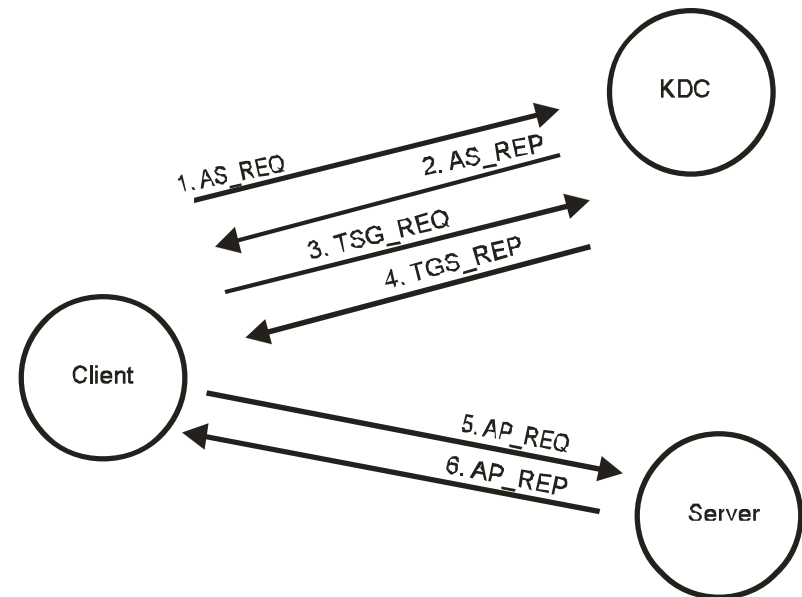 KDC
1. AS_REQ
2. AS_REP
3. TSG_REQ
4. TGS_REP
Client
5. AP_REQ
6. AP_REP
Server